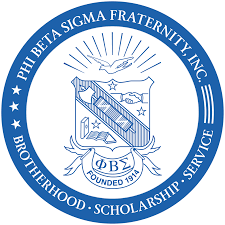 PHI BETA SIGMA FRATERNITY, INC.
ΦΒΣ
FOUNDED 1914
BROTHERHOOD · SCHOLARSHIP · SERVICE